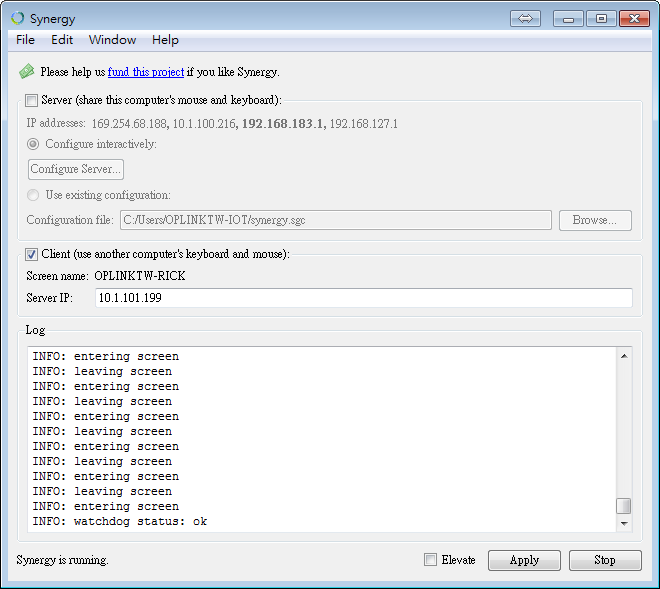 Synergy
File Edit Window Help
Please help us fund this project if you like Synergy.
Server (share this computer's mouse and keyboard):
IP addresses: 169.254.68.188, 10.1.100.216, 192.168.183.1, 192.168.127.1
Configure interactively:
Configure Server...
Use existing configuration:
Configuration file: C:/Users/OPLINKTW-IOT/synergy.sgc Browse...
Client (use another computer's keyboard and mouse):
Screen name: OPLINKTW-RICK
Server IP: 10.1.101.199
Log
INFO: entering screen
INFO: leaving screen
INFO: entering screen
INFO: leaving screen
INFO: entering screen
INFO: leaving screen
INFO: entering screen
INFO: leaving screen
INFO: entering screen
INFO: leaving screen
INFO: entering screen
INFO: watchdog status: ok
Synergy is running. Elevate Apply Stop